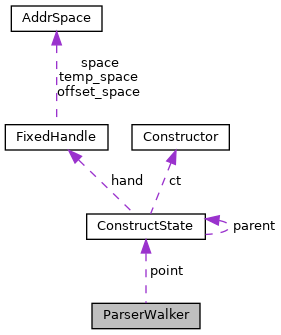 AddrSpace
space
temp_space
offset_space
FixedHandle
Constructor
hand
ct
ConstructState
parent
point
ParserWalker